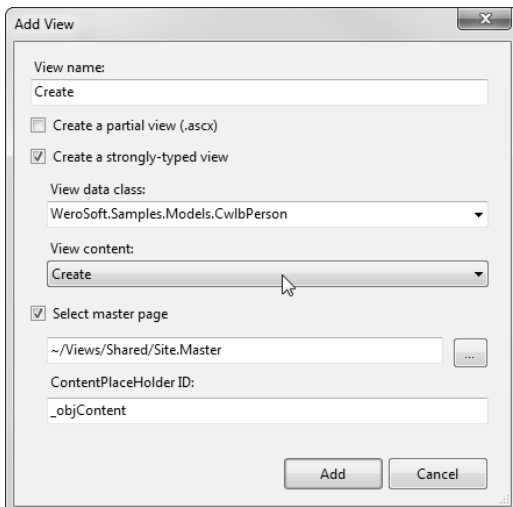 Add View
View name:
Create
Create a partial view (.ascx)
Create a strongly-typed view
View data class:
WeroSoft.Samples.Models.CwlbPerson
View content:
Create
Select master page
~/Views/Shared/Site.Master
...
ContentPlaceHolder ID:
_objContent
Add Cancel